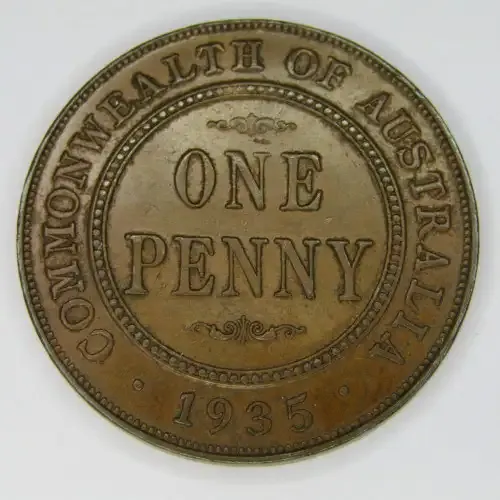 COMMONWEALTH OF AUSTRALIA
ONE
PENNY
· 1935 ·